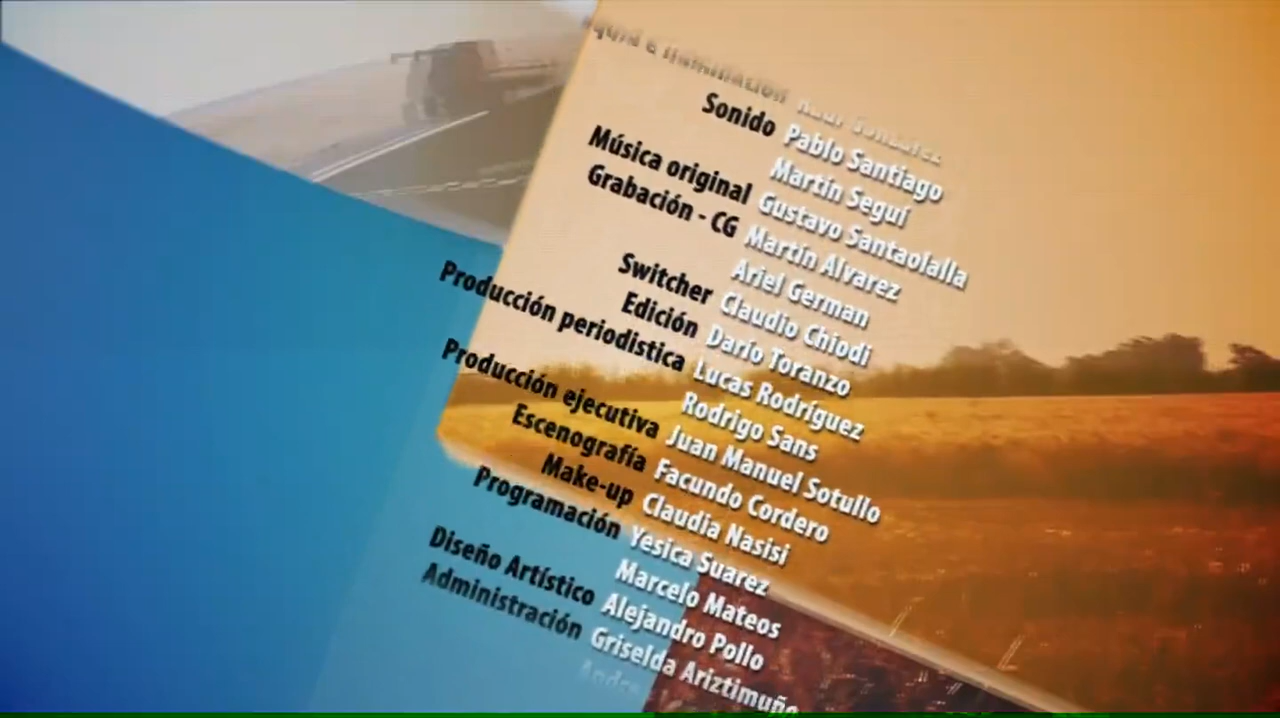 Sonido Pablo Santiago
Martín Seguí
Música original Gustavo Santaolalla
Grabación - CG Martín Alvarez
Ariel German
Switcher Claudio Chiodi
Edición Darío Toranzo
Producción periodistica Lucas Rodríguez
Rodrigo Sans
Producción ejecutiva Juan Manuel Sotullo
Escenografía Facundo Cordero
Make-up Claudia Nasisi
Programación Yesica Suarez
Marcelo Mateos
Diseño Artístico Alejandro Pollo
Administración Griselda Ariztimuño